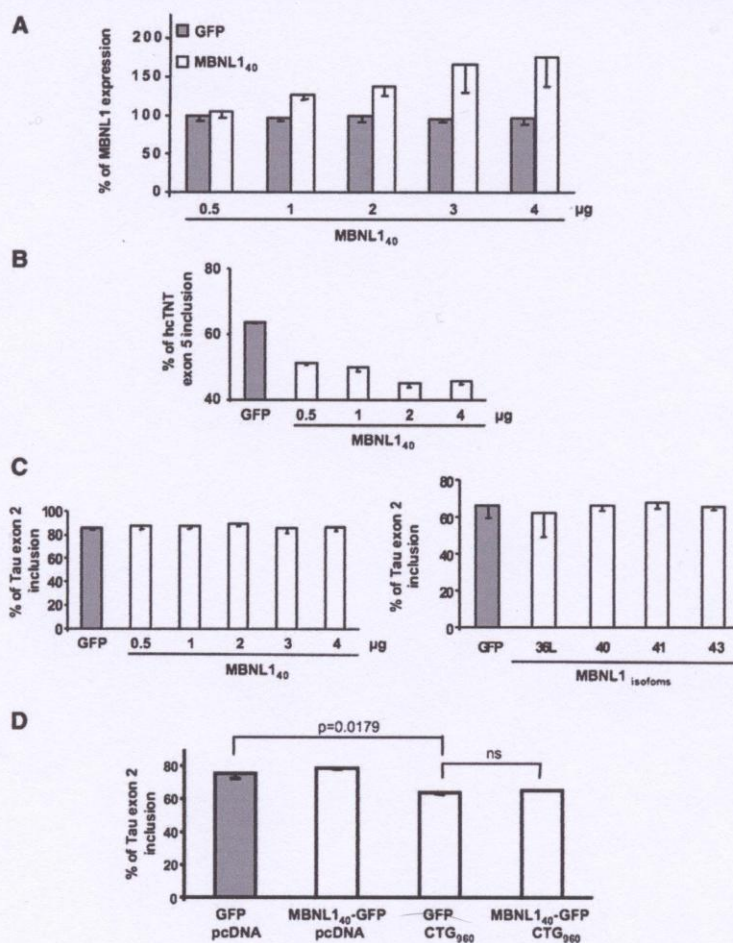 A
GFP
MBNL1₄₀
% of MBNL1 expression
200
150
100
50
0
0.5 1 2 3 4 µg
MBNL1₄₀
B
% of hcTNT
exon 5 inclusion
80
60
40
GFP 0.5 1 2 4 µg
MBNL1₄₀
C
% of Tau exon 2
inclusion
100
80
60
40
20
0
GFP 0.5 1 2 3 4 µg
MBNL1₄₀
% of Tau exon 2
inclusion
80
60
40
20
0
GFP 36L 40 41 43
MBNL1 isofoms
D
p=0.0179
ns
% of Tau exon 2
inclusion
80
60
40
20
0
GFP MBNL1₄₀-GFP GFP MBNL1₄₀-GFP
pcDNA pcDNA CTG₉₆₀ CTG₉₆₀